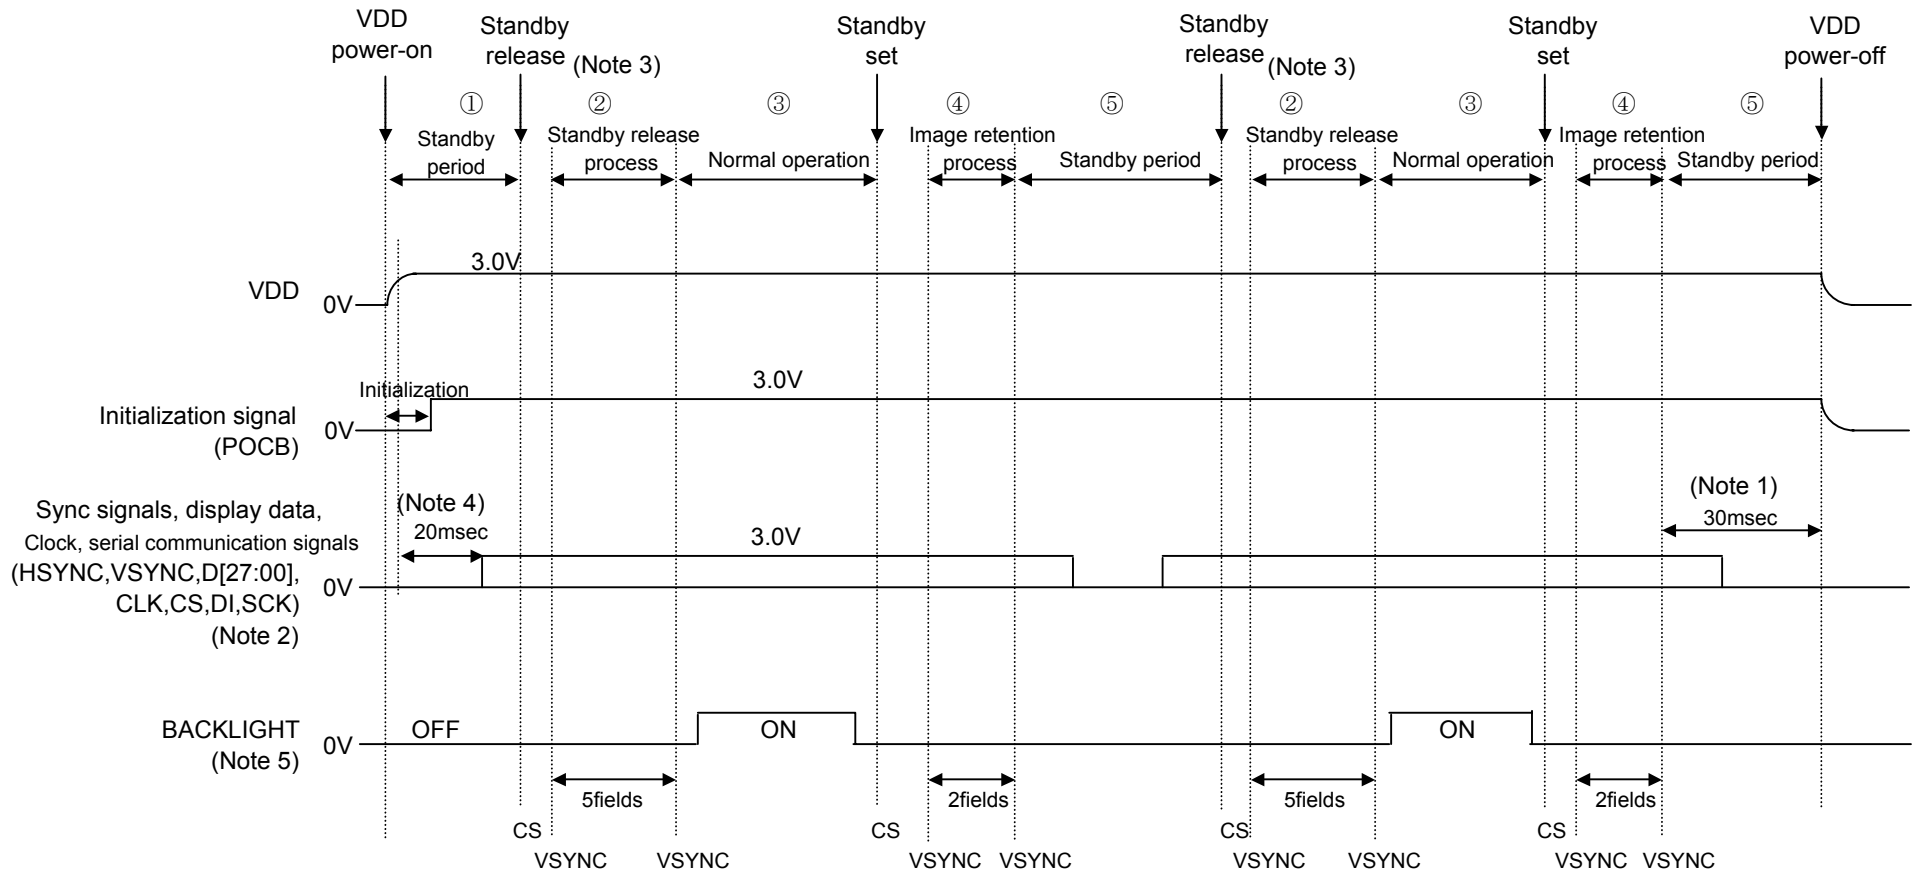 VDD
power-on
Standby
release
(Note 3)
Standby
set
Standby
release
(Note 3)
Standby
set
VDD
power-off
① ② ③ ④ ⑤ ② ③ ④ ⑤
Standby
period
Standby release
process
Normal operation
Image retention
process
Standby period
Standby release
process
Normal operation
Image retention
process
Standby period
VDD
0V
3.0V
Initialization
3.0V
Initialization signal
(POCB)
0V
(Note 4)
20msec
3.0V
(Note 1)
30msec
Sync signals, display data,
Clock, serial communication signals
(HSYNC,VSYNC,D[27:00],
CLK,CS,DI,SCK)
(Note 2)
0V
BACKLIGHT
(Note 5)
0V
OFF
ON
ON
5fields
2fields
5fields
2fields
CS
CS
CS
CS
VSYNC
VSYNC
VSYNC
VSYNC
VSYNC
VSYNC
VSYNC
VSYNC